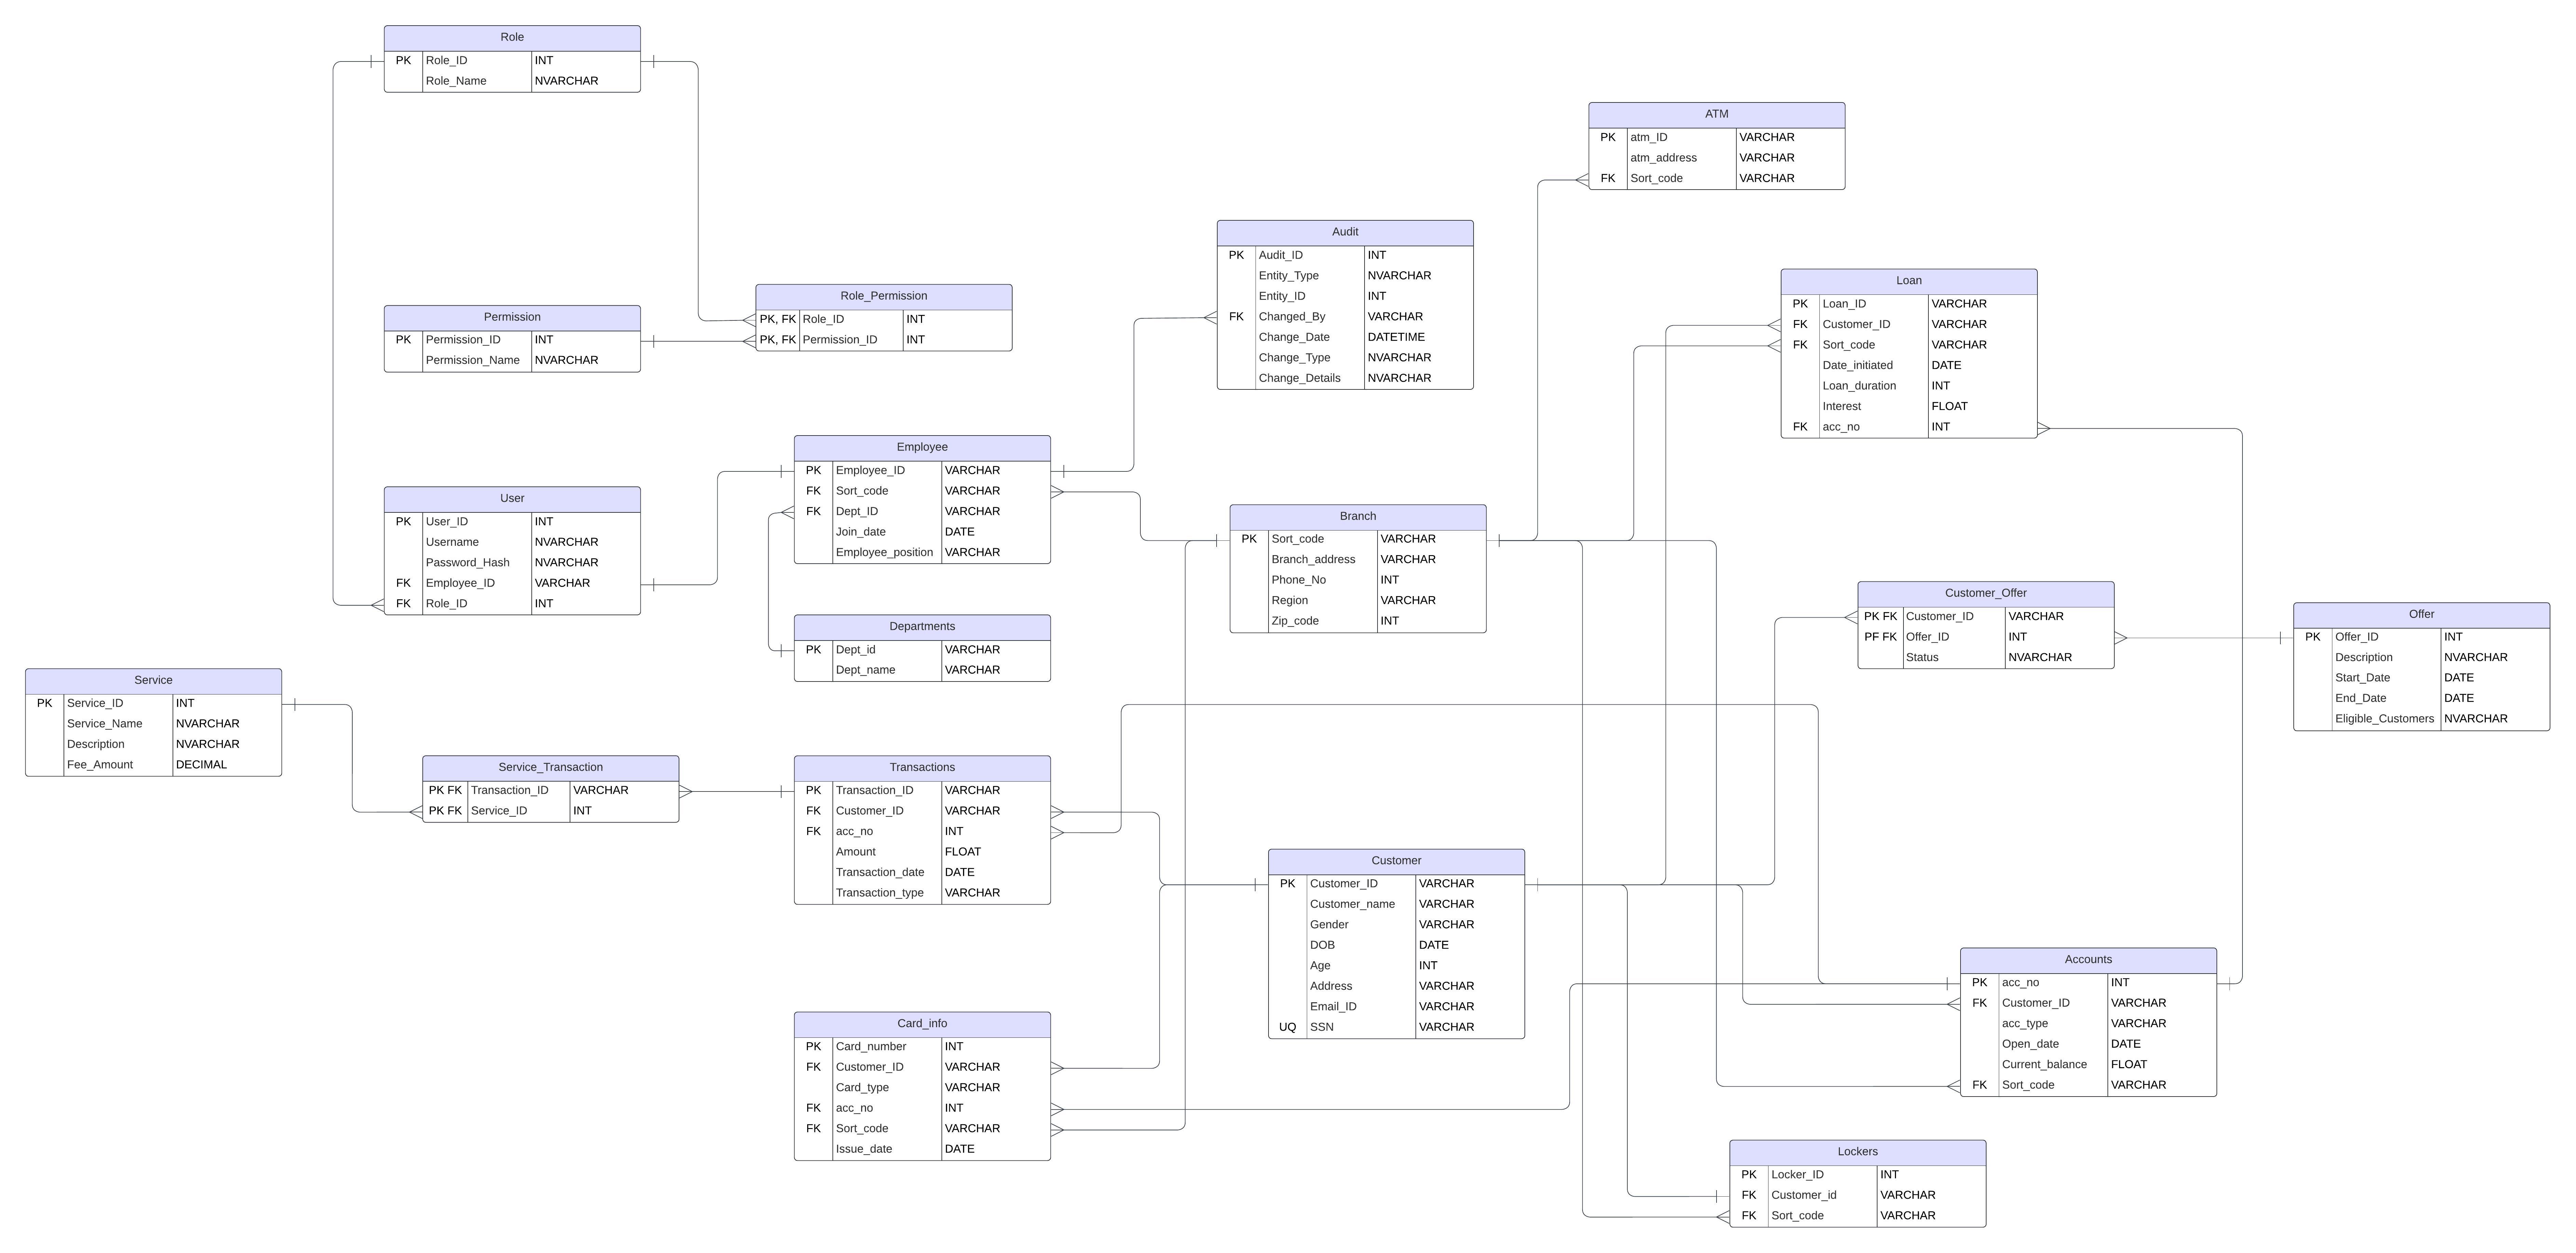 Role
PK Role_ID INT
Role_Name NVARCHAR
ATM
PK atm_ID VARCHAR
atm_address VARCHAR
FK Sort_code VARCHAR
Audit
PK Audit_ID INT
Entity_Type NVARCHAR
Entity_ID INT
FK Changed_By VARCHAR
Change_Date DATETIME
Change_Type NVARCHAR
Change_Details NVARCHAR
Loan
PK Loan_ID VARCHAR
FK Customer_ID VARCHAR
FK Sort_code VARCHAR
Date_initiated DATE
Loan_duration INT
Interest FLOAT
FK acc_no INT
Role_Permission
PK, FK Role_ID INT
PK, FK Permission_ID INT
Permission
PK Permission_ID INT
Permission_Name NVARCHAR
Employee
PK Employee_ID VARCHAR
FK Sort_code VARCHAR
FK Dept_ID VARCHAR
Join_date DATE
Employee_position VARCHAR
User
PK User_ID INT
Username NVARCHAR
Password_Hash NVARCHAR
FK Employee_ID VARCHAR
FK Role_ID INT
Branch
PK Sort_code VARCHAR
Branch_address VARCHAR
Phone_No INT
Region VARCHAR
Zip_code INT
Customer_Offer
PK FK Customer_ID VARCHAR
PF FK Offer_ID INT
Status NVARCHAR
Offer
PK Offer_ID INT
Description NVARCHAR
Start_Date DATE
End_Date DATE
Eligible_Customers NVARCHAR
Departments
PK Dept_id VARCHAR
Dept_name VARCHAR
Service
PK Service_ID INT
Service_Name NVARCHAR
Description NVARCHAR
Fee_Amount DECIMAL
Service_Transaction
PK FK Transaction_ID VARCHAR
PK FK Service_ID INT
Transactions
PK Transaction_ID VARCHAR
FK Customer_ID VARCHAR
FK acc_no INT
Amount FLOAT
Transaction_date DATE
Transaction_type VARCHAR
Customer
PK Customer_ID VARCHAR
Customer_name VARCHAR
Gender VARCHAR
DOB DATE
Age INT
Address VARCHAR
Email_ID VARCHAR
UQ SSN VARCHAR
Accounts
PK acc_no INT
FK Customer_ID VARCHAR
acc_type VARCHAR
Open_date DATE
Current_balance FLOAT
FK Sort_code VARCHAR
Card_info
PK Card_number INT
FK Customer_ID VARCHAR
Card_type VARCHAR
FK acc_no INT
FK Sort_code VARCHAR
Issue_date DATE
Lockers
PK Locker_ID INT
FK Customer_id VARCHAR
FK Sort_code VARCHAR